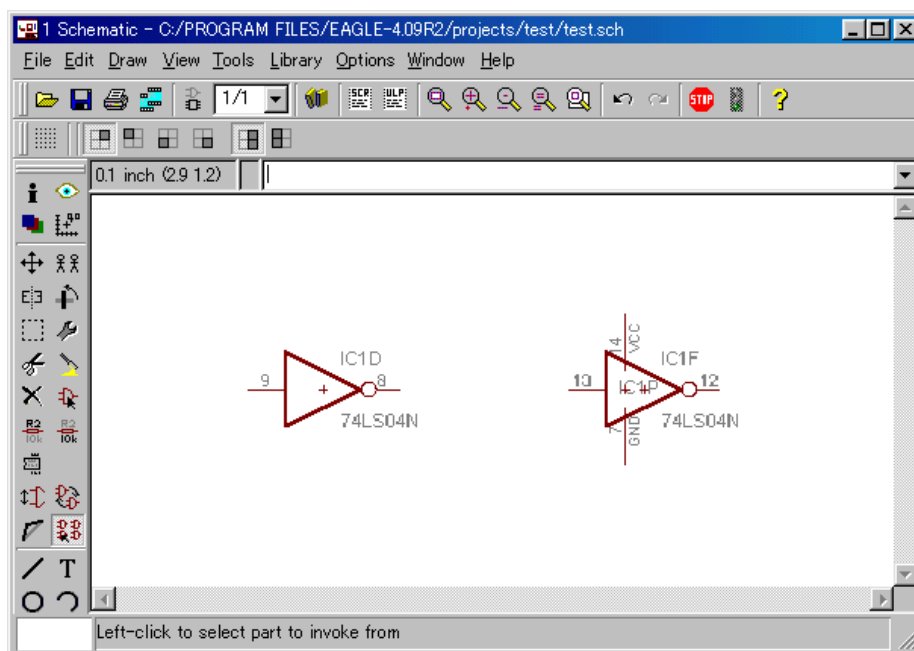 1 Schematic - C:/PROGRAM FILES/EAGLE-4.09R2/projects/test/test.sch
File Edit Draw View Tools Library Options Window Help
1/1 SCR ULP STOP ?
0.1 inch (2.9 1.2)
14 VCC
IC1D IC1F
9 8 13 IC1P 12
74LS04N 74LS04N
7 GND
R2 10k R2 10k
T
Left-click to select part to invoke from